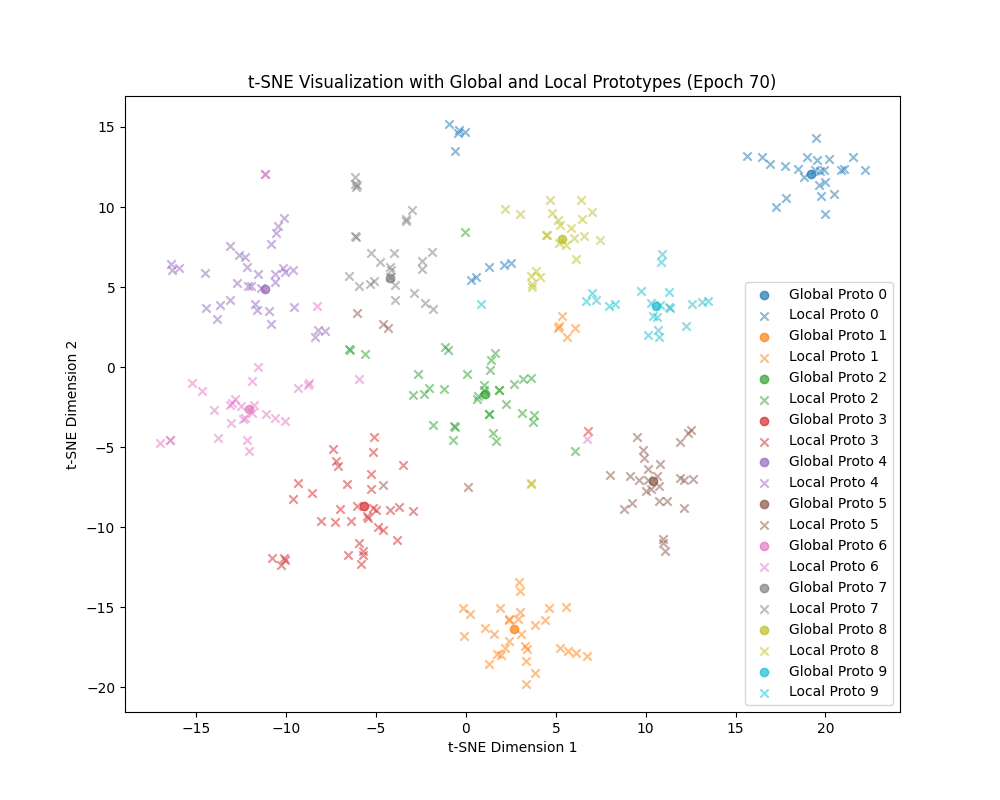 t-SNE Visualization with Global and Local Prototypes (Epoch 70)
15
10
5
0
−5
−10
−15
−20
t-SNE Dimension 2
−15
−10
−5
0
5
10
15
20
t-SNE Dimension 1
Global Proto 0
Local Proto 0
Global Proto 1
Local Proto 1
Global Proto 2
Local Proto 2
Global Proto 3
Local Proto 3
Global Proto 4
Local Proto 4
Global Proto 5
Local Proto 5
Global Proto 6
Local Proto 6
Global Proto 7
Local Proto 7
Global Proto 8
Local Proto 8
Global Proto 9
Local Proto 9